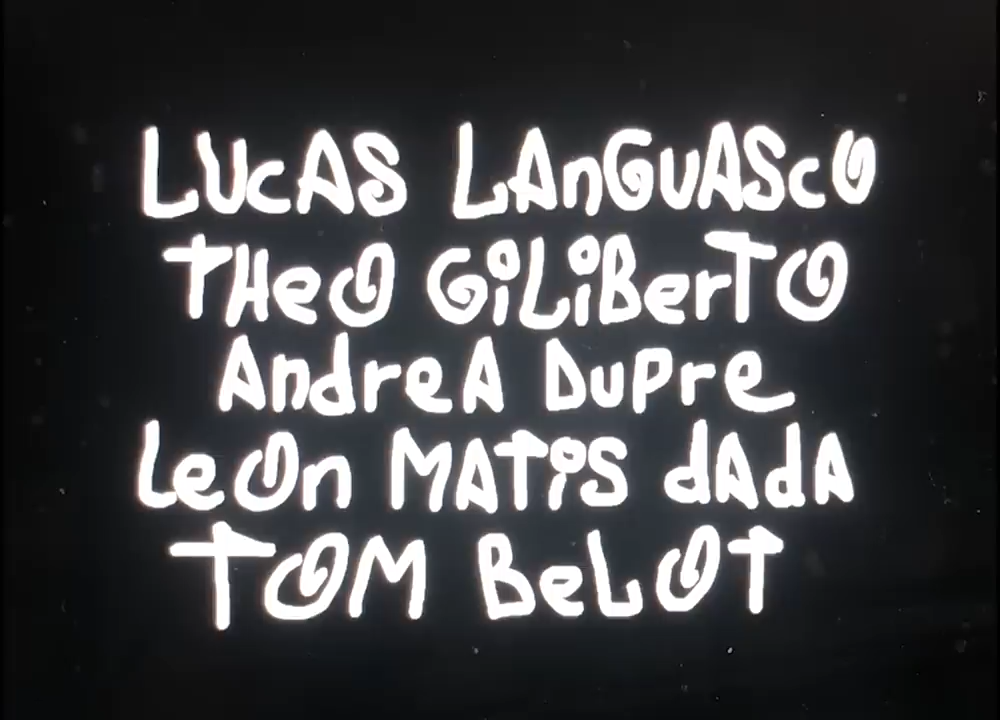 LUcAS LAnGUAScO
THeO GiLiBerTO
AndreA DuPre
LeOn MATiS dAdA
TOM BeLOT